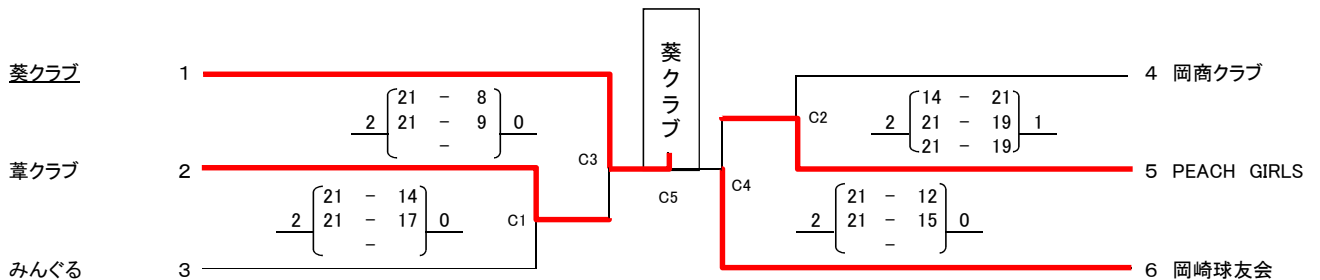 葵クラブ
葵クラブ 1
4 岡商クラブ
21 - 8
2 21 - 9 0
-
14 - 21
2 21 - 19 1
21 - 19
C2
C3
葦クラブ 2
5 PEACH GIRLS
C4
C5
21 - 14
2 21 - 17 0
-
C1
21 - 12
2 21 - 15 0
-
みんぐる 3
6 岡崎球友会